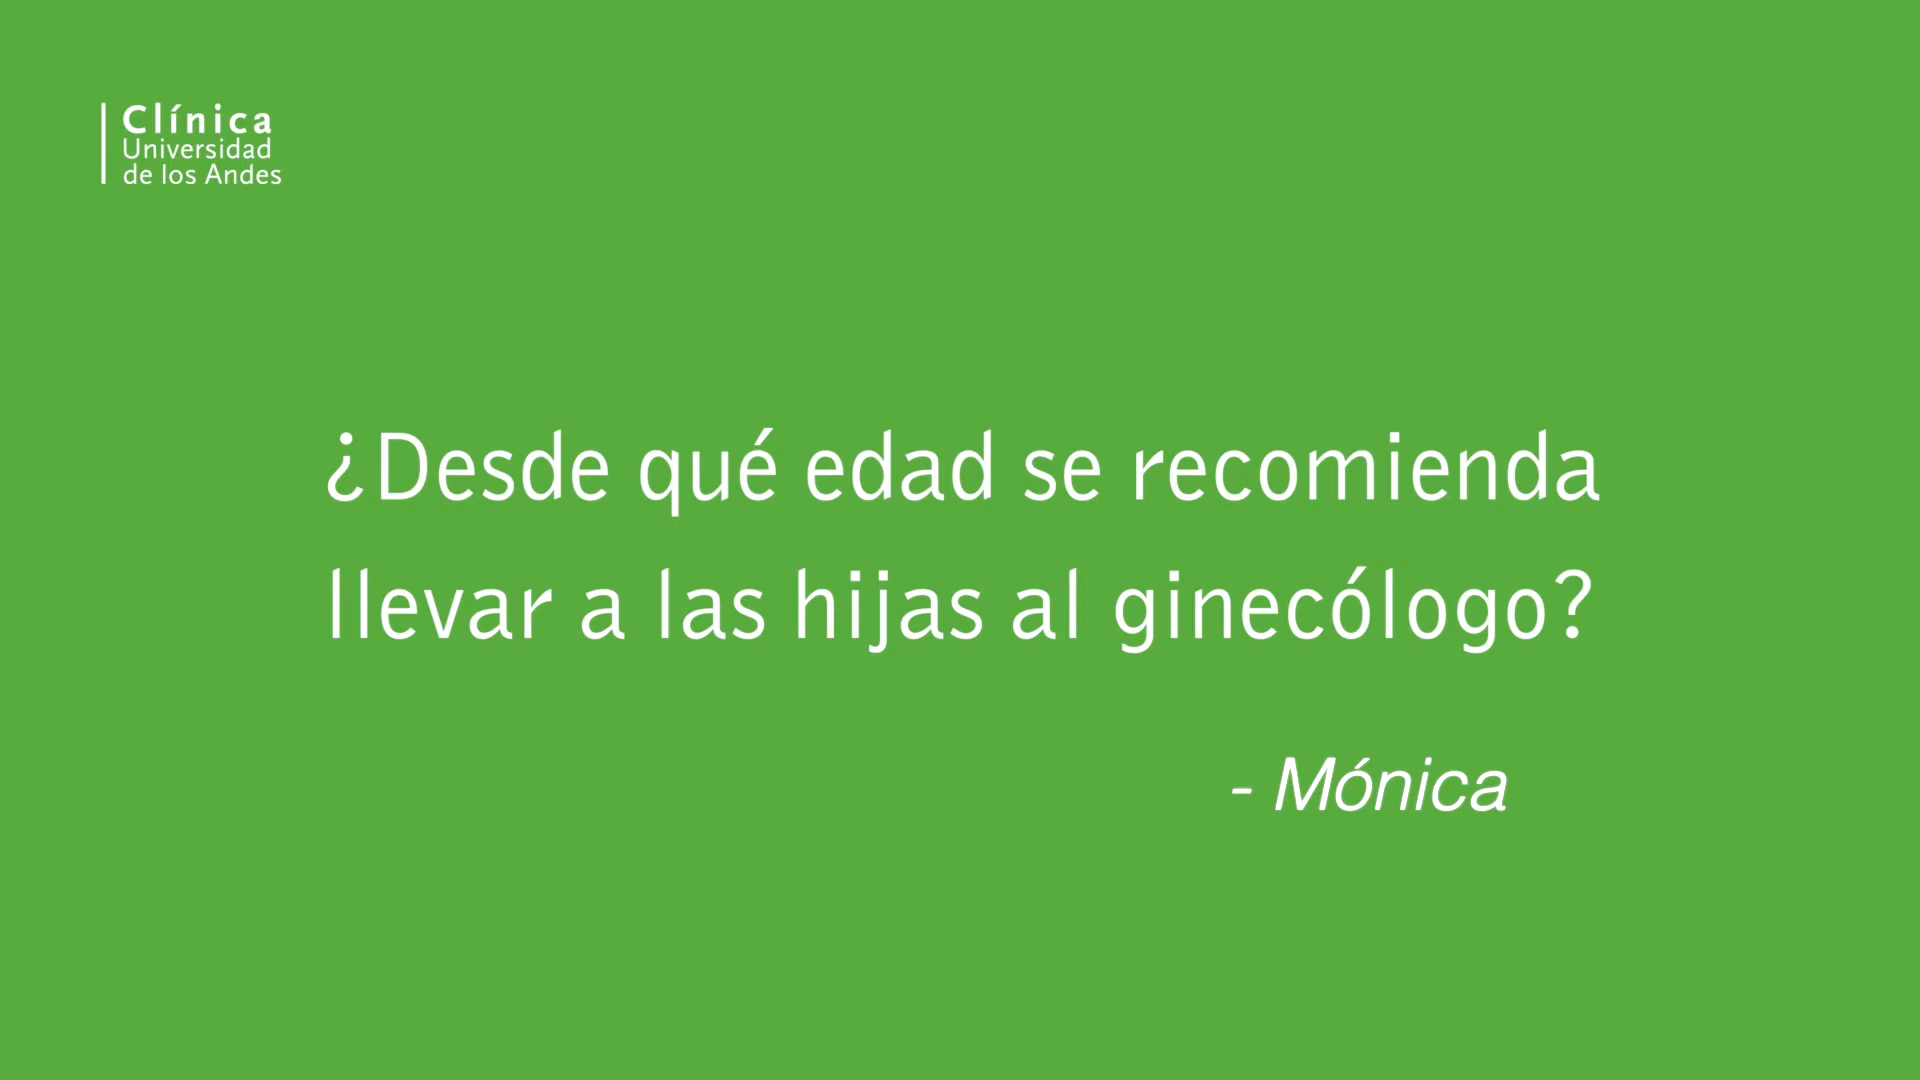 Clínica
Universidad
de los Andes
¿Desde qué edad se recomienda
llevar a las hijas al ginecólogo?
- Mónica